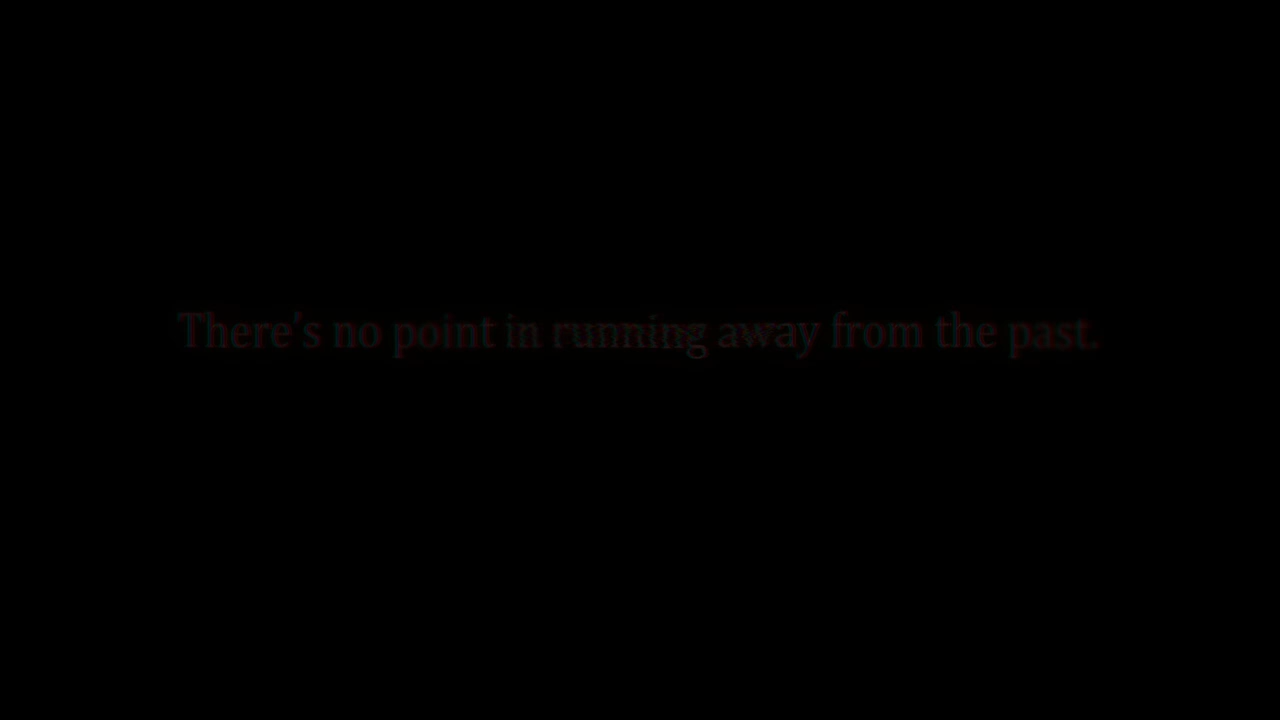 There's no point in running away from the past.